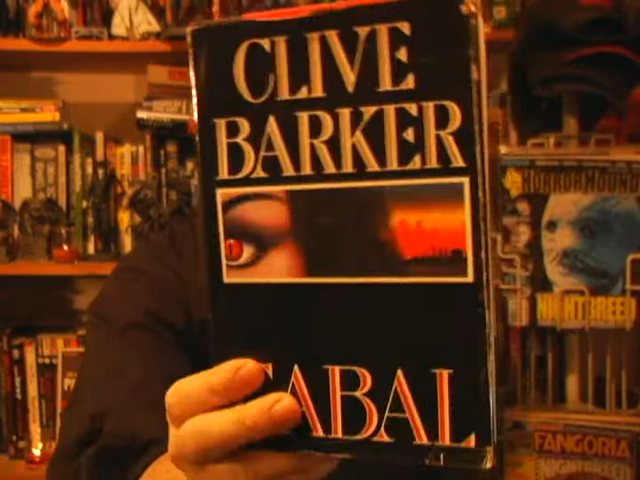 CLIVE
BARKER
CABAL
HORRORHOUND
NIGHTBREED
FANGORIA
NIGHTBREED